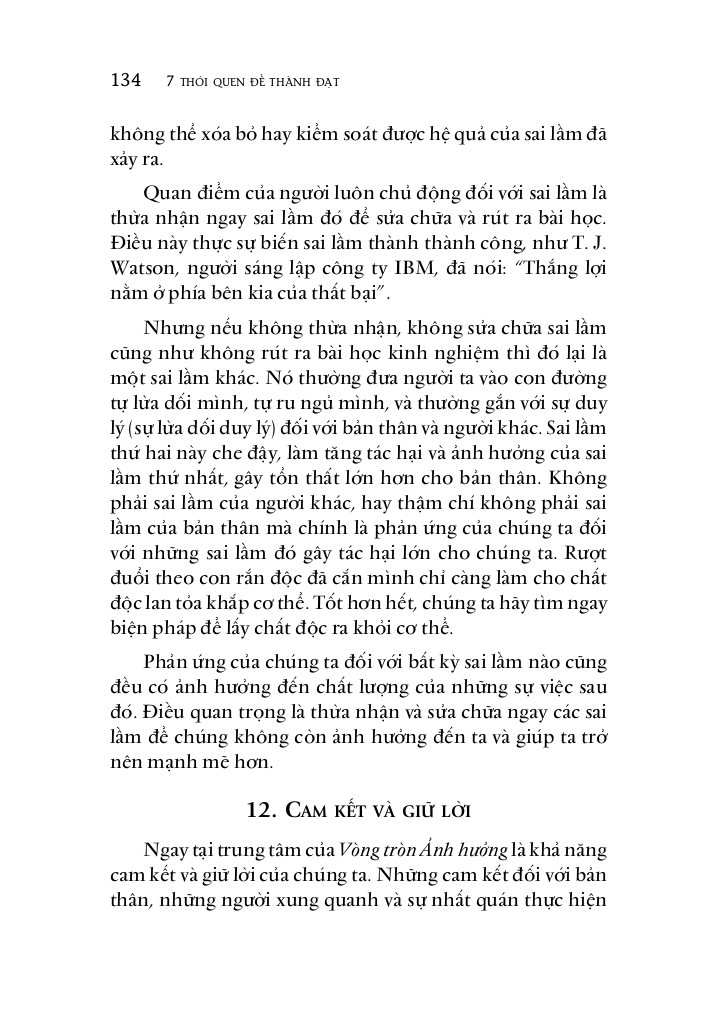 134 7 THÓI QUEN ĐỂ THÀNH ĐẠT
không thể xóa bỏ hay kiểm soát được hệ quả của sai lầm đã
xảy ra.
Quan điểm của người luôn chủ động đối với sai lầm là
thừa nhận ngay sai lầm đó để sửa chữa và rút ra bài học.
Điều này thực sự biến sai lầm thành thành công, như T. J.
Watson, người sáng lập công ty IBM, đã nói: “Thắng lợi
nằm ở phía bên kia của thất bại”.
Nhưng nếu không thừa nhận, không sửa chữa sai lầm
cũng như không rút ra bài học kinh nghiệm thì đó lại là
một sai lầm khác. Nó thường đưa người ta vào con đường
tự lừa dối mình, tự ru ngủ mình, và thường gắn với sự duy
lý (sự lừa dối duy lý) đối với bản thân và người khác. Sai lầm
thứ hai này che đậy, làm tăng tác hại và ảnh hưởng của sai
lầm thứ nhất, gây tổn thất lớn hơn cho bản thân. Không
phải sai lầm của người khác, hay thậm chí không phải sai
lầm của bản thân mà chính là phản ứng của chúng ta đối
với những sai lầm đó gây tác hại lớn cho chúng ta. Rượt
đuổi theo con rắn độc đã cắn mình chỉ càng làm cho chất
độc lan tỏa khắp cơ thể. Tốt hơn hết, chúng ta hãy tìm ngay
biện pháp để lấy chất độc ra khỏi cơ thể.
Phản ứng của chúng ta đối với bất kỳ sai lầm nào cũng
đều có ảnh hưởng đến chất lượng của những sự việc sau
đó. Điều quan trọng là thừa nhận và sửa chữa ngay các sai
lầm để chúng không còn ảnh hưởng đến ta và giúp ta trở
nên mạnh mẽ hơn.
12. CAM KẾT VÀ GIỮ LỜI
Ngay tại trung tâm của Vòng tròn Ảnh hưởng là khả năng
cam kết và giữ lời của chúng ta. Những cam kết đối với bản
thân, những người xung quanh và sự nhất quán thực hiện